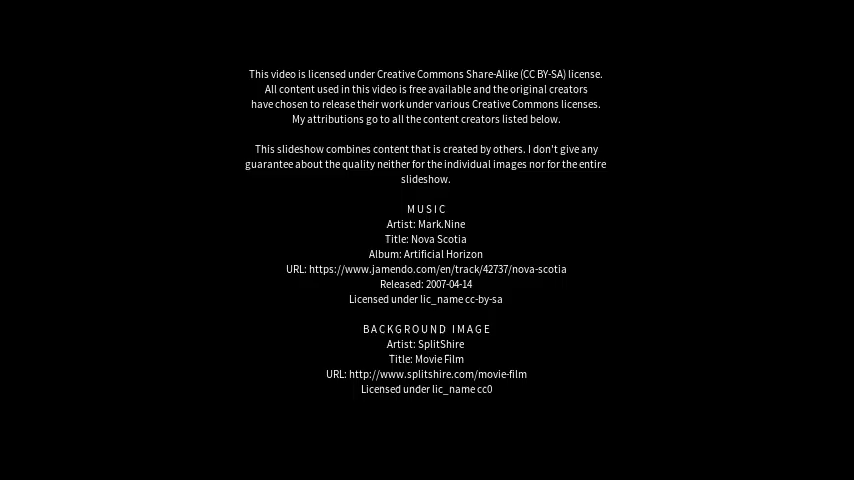 This video is licensed under Creative Commons Share-Alike (CC BY-SA) license.
All content used in this video is free available and the original creators
have chosen to release their work under various Creative Commons licenses.
My attributions go to all the content creators listed below.
This slideshow combines content that is created by others. I don't give any
guarantee about the quality neither for the individual images nor for the entire
slideshow.
MUSIC
Artist: Mark.Nine
Title: Nova Scotia
Album: Artificial Horizon
URL: https://www.jamendo.com/en/track/42737/nova-scotia
Released: 2007-04-14
Licensed under lic_name cc-by-sa
BACKGROUND IMAGE
Artist: SplitShire
Title: Movie Film
URL: http://www.splitshire.com/movie-film
Licensed under lic_name cc0